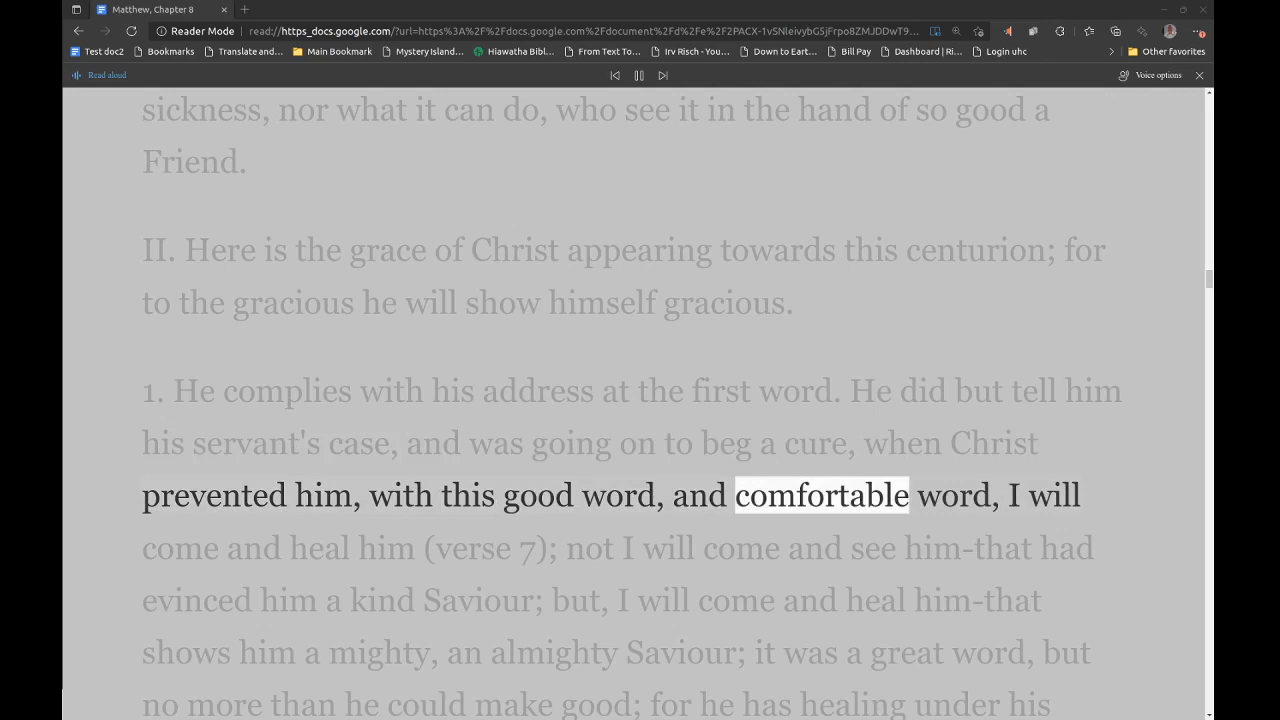 Matthew, Chapter 8
Reader Mode read://https_docs.google.com/?url=https%3A%2F%2Fdocs.google.com%2Fdocument%2Fd%2Fe%2F2PACX-1vSNleivybG5jFrpo8ZMJDDwT9...
Test doc2 Bookmarks Translate and... Main Bookmark Mystery Island... Hiawatha Bibl... From Text To... Irv Risch - You... Down to Eart... Bill Pay Dashboard | Ri... Login uhc Other favorites
Read aloud Voice options
sickness, nor what it can do, who see it in the hand of so good a
Friend.
II. Here is the grace of Christ appearing towards this centurion; for
to the gracious he will show himself gracious.
1. He complies with his address at the first word. He did but tell him
his servant's case, and was going on to beg a cure, when Christ
prevented him, with this good word, and comfortable word, I will
come and heal him (verse 7); not I will come and see him-that had
evinced him a kind Saviour; but, I will come and heal him-that
shows him a mighty, an almighty Saviour; it was a great word, but
no more than he could make good; for he has healing under his